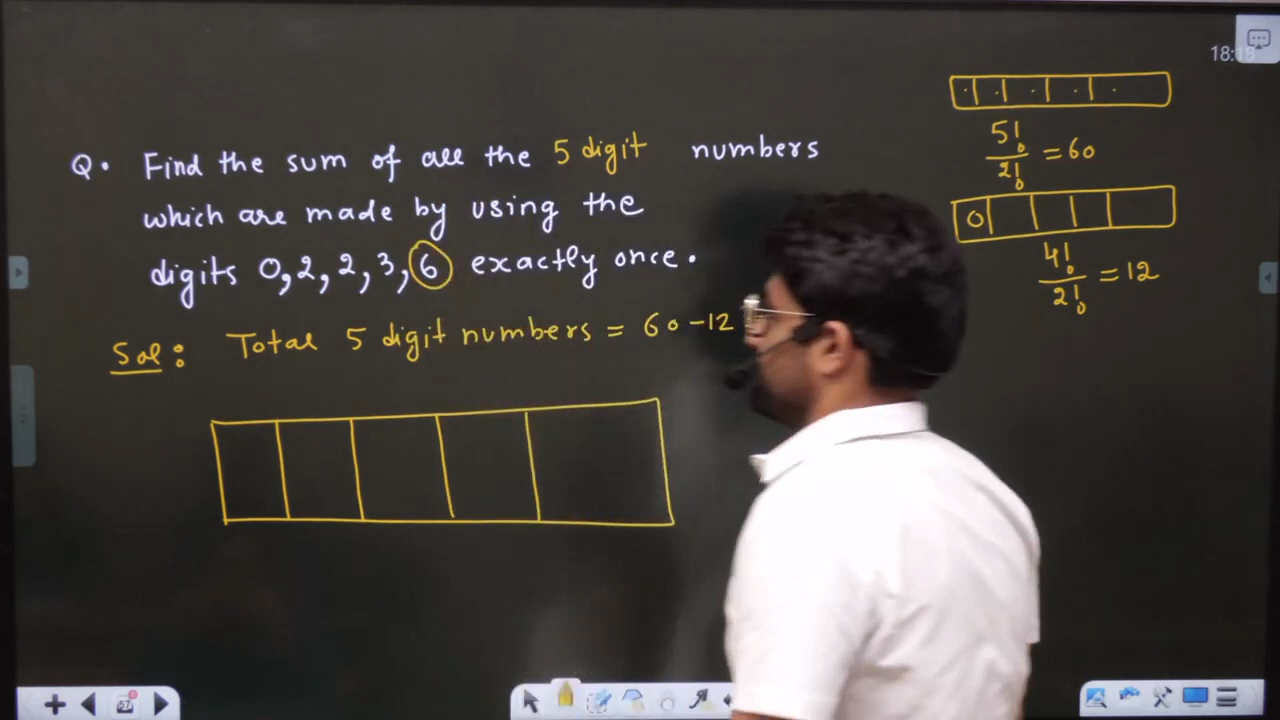 18:13
Q. Find the sum of all the 5 digit numbers
which are made by using the
digits 0,2,2,3,6 exactly once.
Sol: Total 5 digit numbers = 60-12
5!/2! = 60
0
4!/2! = 12
57